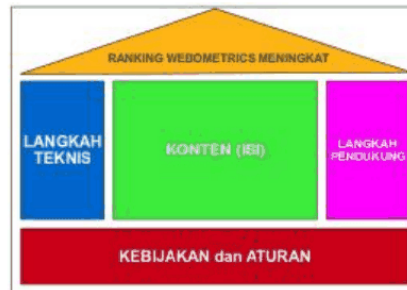 RANKING WEBOMETRICS MENINGKAT
LANGKAH
TEKNIS
KONTEN (ISI)
LANGKAH
PENDUKUNG
KEBIJAKAN dan ATURAN